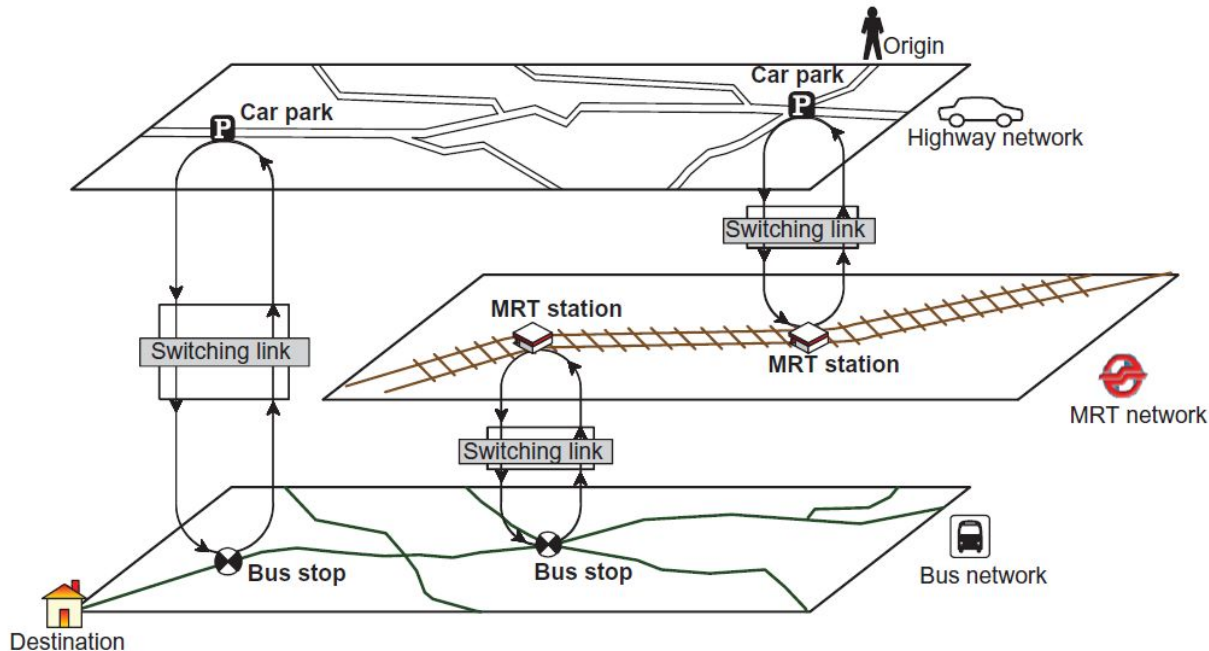 Origin
Car park
P
Car park
P
Highway network
Switching link
MRT station
Switching link
MRT station
MRT network
Switching link
Bus stop
Bus stop
Bus network
Destination